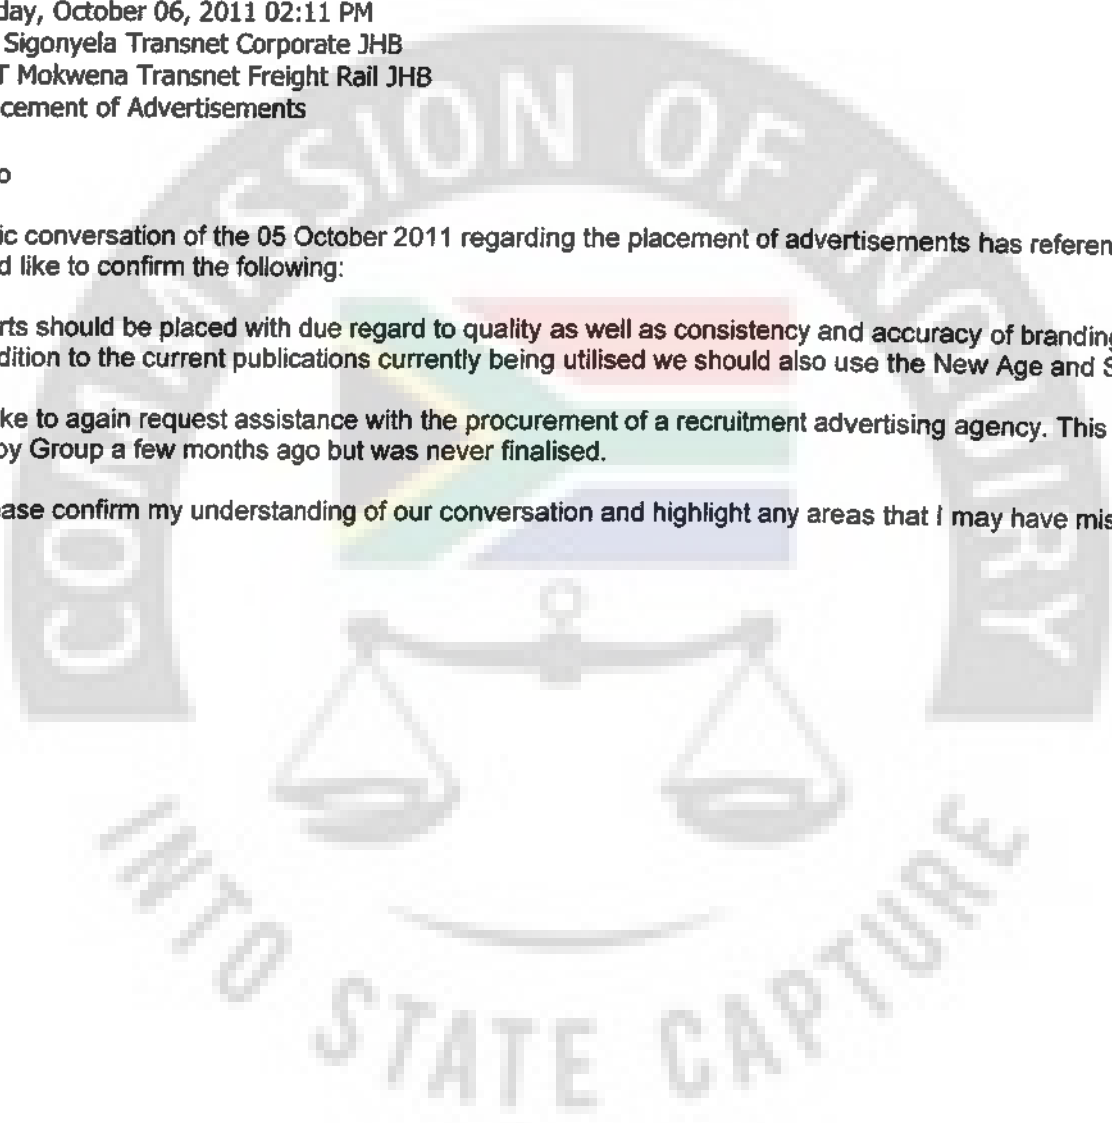 day, October 06, 2011 02:11 PM
Sigonyela Transnet Corporate JHB
T Mokwena Transnet Freight Rail JHB
cement of Advertisements
o
ic conversation of the 05 October 2011 regarding the placement of advertisements has referen
d like to confirm the following:
rts should be placed with due regard to quality as well as consistency and accuracy of branding
dition to the current publications currently being utilised we should also use the New Age and S
ke to again request assistance with the procurement of a recruitment advertising agency. This
by Group a few months ago but was never finalised.
ase confirm my understanding of our conversation and highlight any areas that I may have mis
COMMISSION OF INQUIRY
INTO STATE CAPTURE